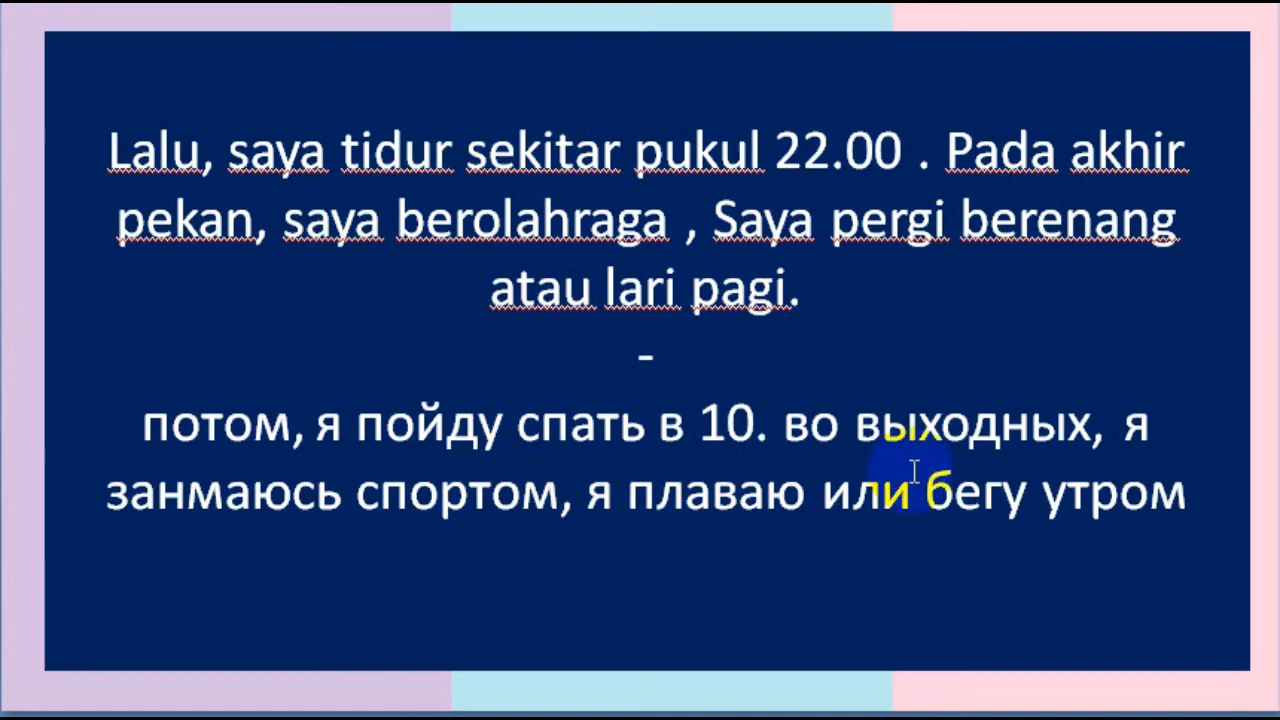 Lalu, saya tidur sekitar pukul 22.00 . Pada akhir
pekan, saya berolahraga , Saya pergi berenang
atau lari pagi.
-
потом, я пойду спать в 10. во выходных, я
занмаюсь спортом, я плаваю или бегу утром